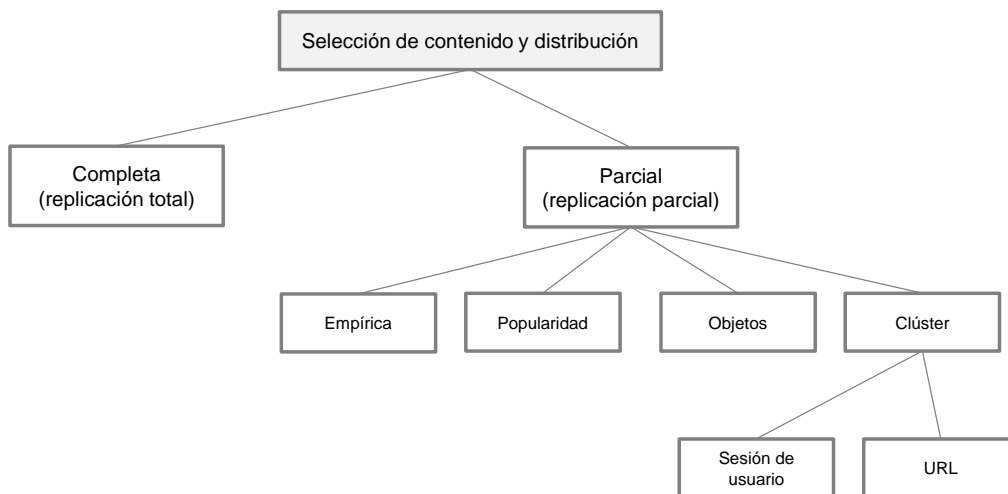 Selección de contenido y distribución
Completa
(replicación total)
Parcial
(replicación parcial)
Empírica
Popularidad
Objetos
Clúster
Sesión de
usuario
URL